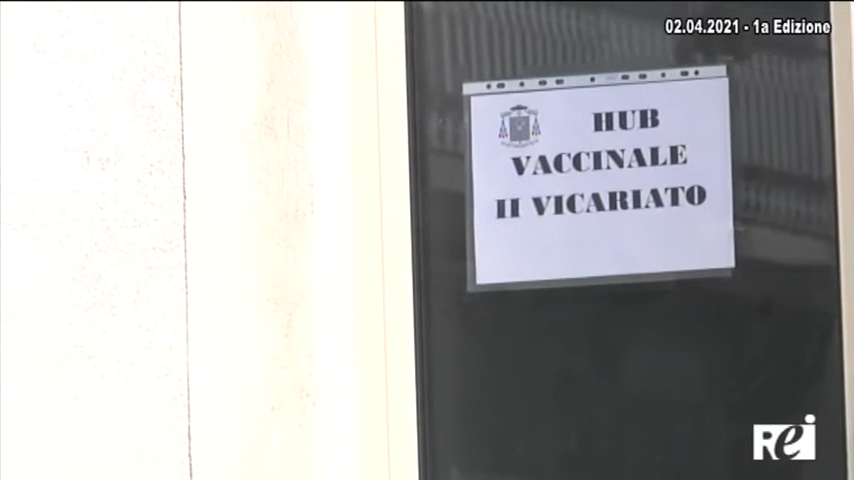 02.04.2021 - 1a Edizione
HUB
VACCINALE
II VICARIATO
Rei